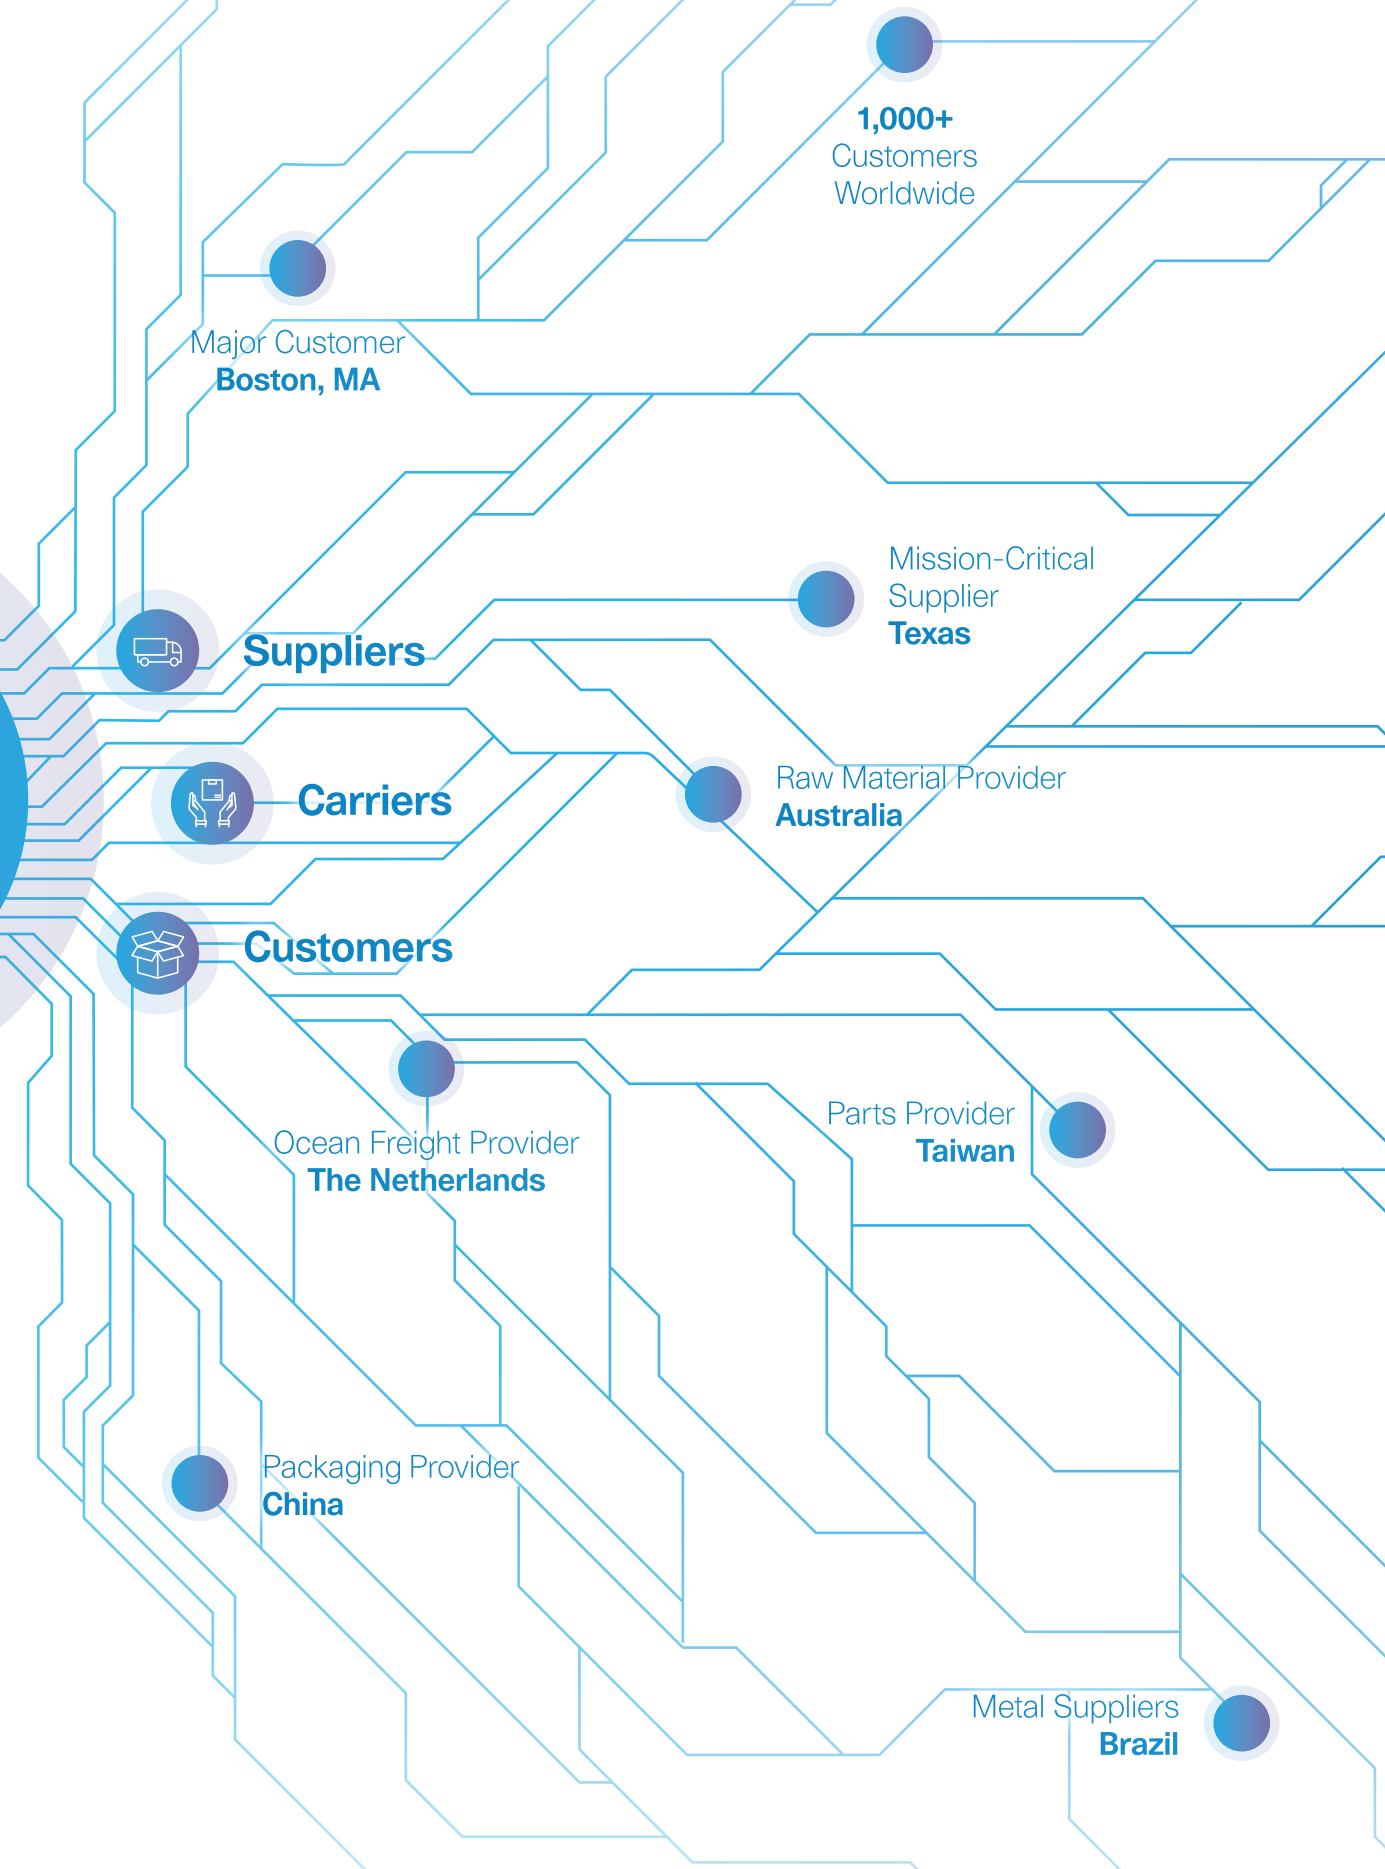 1,000+
Customers
Worldwide
Major Customer
Boston, MA
Mission-Critical
Supplier
Texas
Suppliers
Raw Material Provider
Australia
Carriers
Customers
Parts Provider
Taiwan
Ocean Freight Provider
The Netherlands
Packaging Provider
China
Metal Suppliers
Brazil